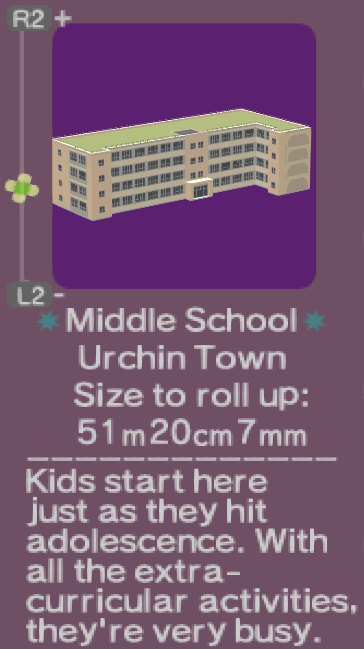 R2 +
L2 -
Middle School
Urchin Town
Size to roll up:
51m20cm7mm
Kids start here
just as they hit
adolescence. With
all the extra-
curricular activities,
they're very busy.